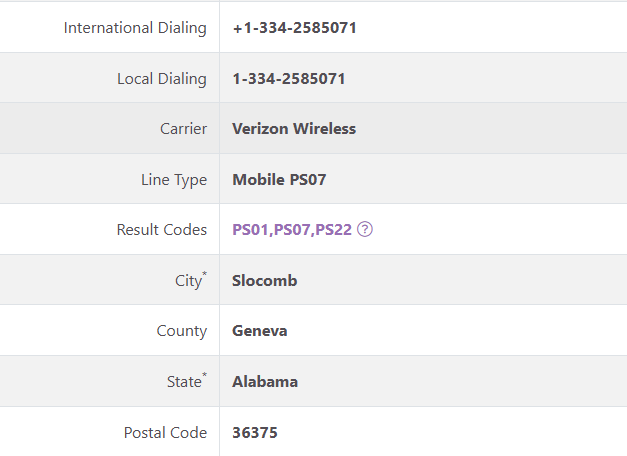 International Dialing +1-334-2585071
Local Dialing 1-334-2585071
Carrier Verizon Wireless
Line Type Mobile PS07
Result Codes PS01,PS07,PS22 ?
City* Slocomb
County Geneva
State* Alabama
Postal Code 36375